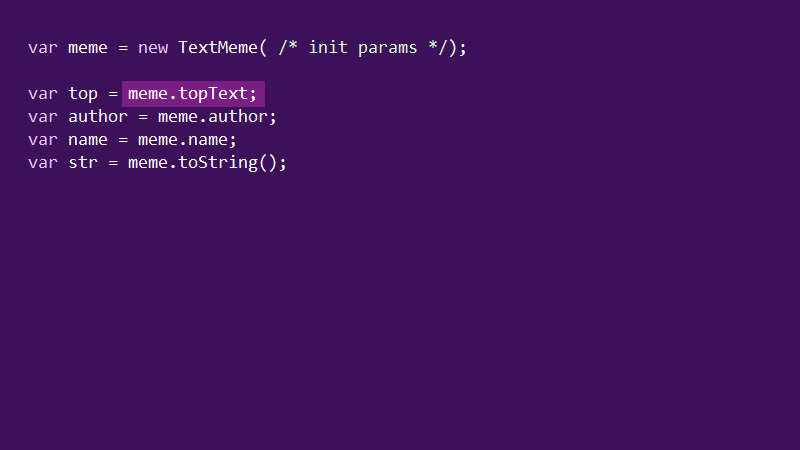 var meme = new TextMeme( /* init params */);
var top = meme.topText;
var author = meme.author;
var name = meme.name;
var str = meme.toString();